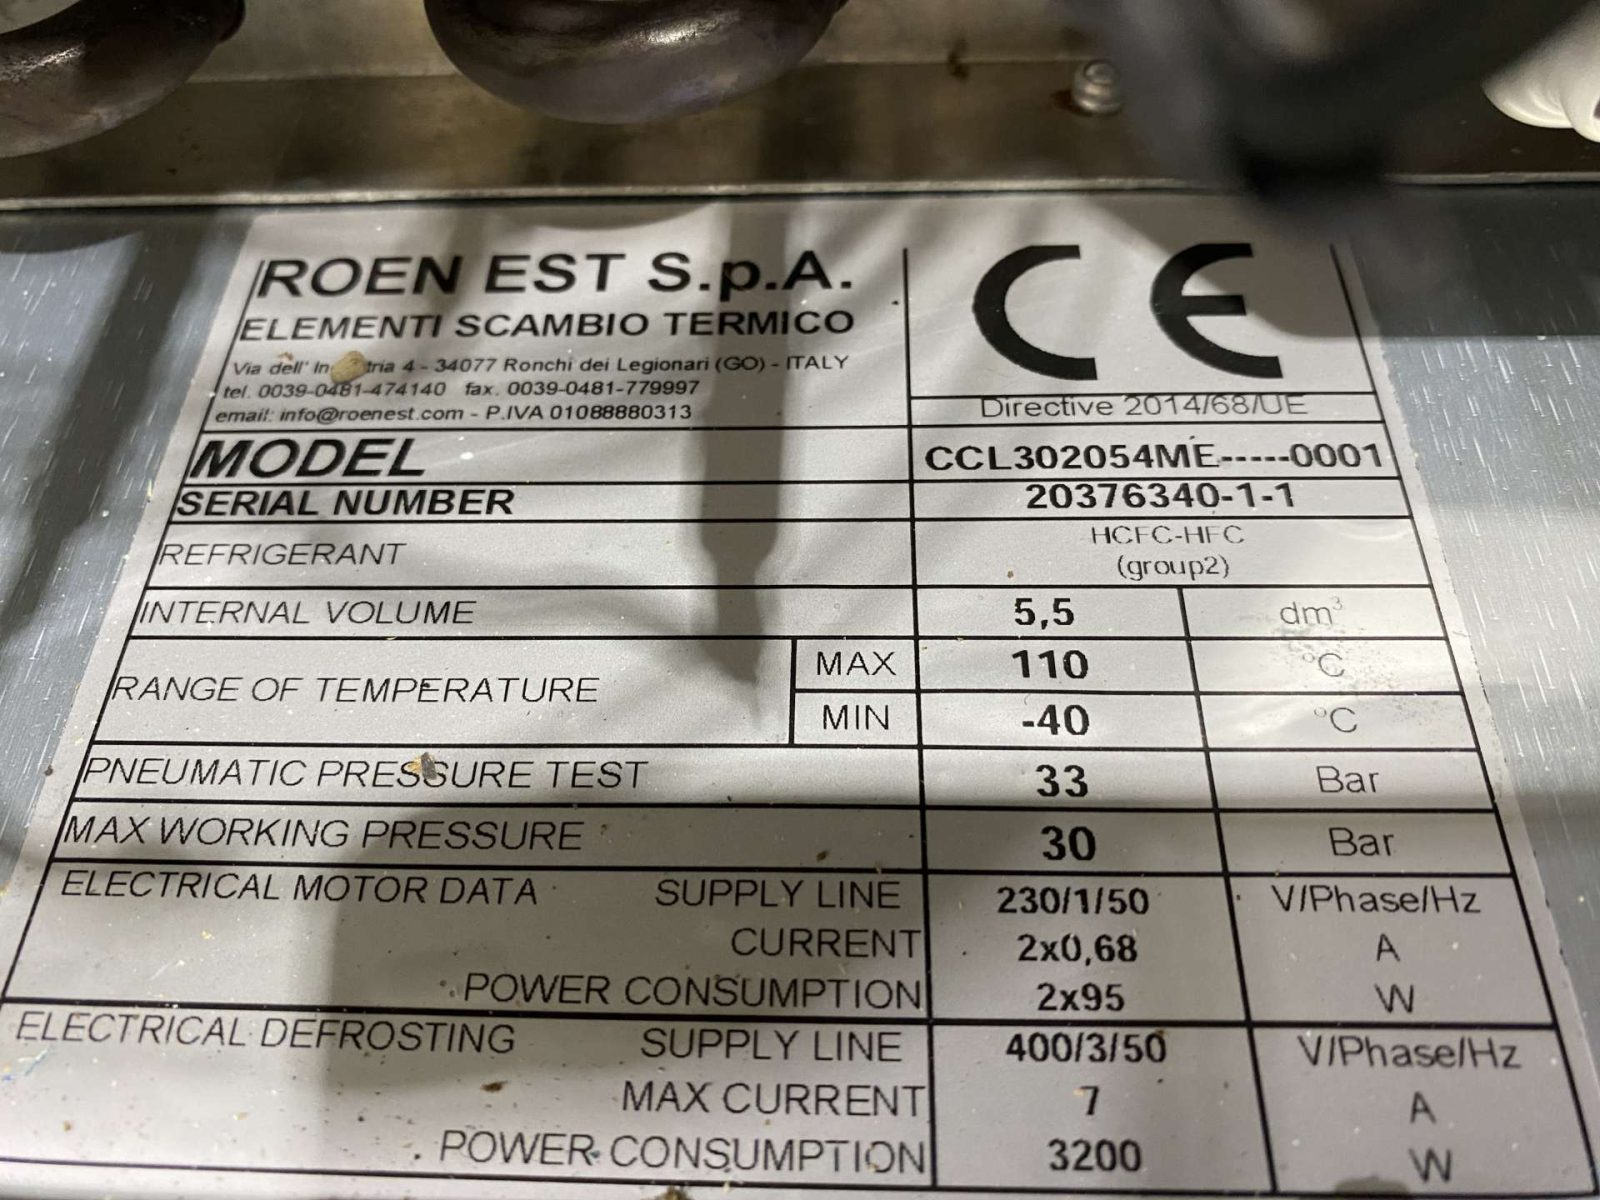 ROEN EST S.p.A.
ELEMENTI SCAMBIO TERMICO
Via dell' 4 - 34077 Ronchi dei Legionari (GO) - ITALY
tel. 0039-0481-474140 fax. 0039-0481-779997
email: info@roenest.com - P.IVA 01088880313
CE
Directive 2014/68/UE
MODEL CCL302054ME-----0001
SERIAL NUMBER 20376340-1-1
REFRIGERANT HCFC-HFC
(group2)
INTERNAL VOLUME 5,5 dm³
RANGE OF TEMPERATURE MAX 110 °C
MIN -40 °C
PNEUMATIC PRESSURE TEST 33 Bar
MAX WORKING PRESSURE 30 Bar
ELECTRICAL MOTOR DATA SUPPLY LINE 230/1/50 V/Phase/Hz
CURRENT 2x0,68 A
POWER CONSUMPTION 2x95 W
ELECTRICAL DEFROSTING SUPPLY LINE 400/3/50 V/Phase/Hz
MAX CURRENT 7 A
POWER CONSUMPTION 3200 W